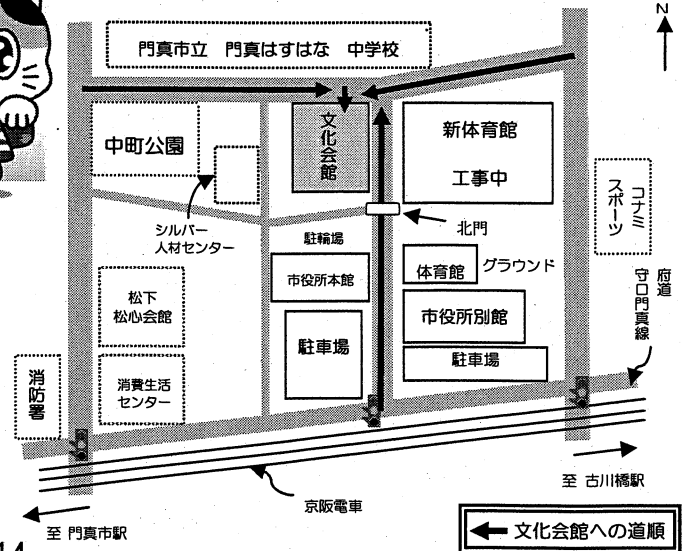 N
門真市立 門真はすはな 中学校
文化会館
新体育館
工事中
中町公園
コナミ
スポーツ
シルバー
人材センター
北門
駐輪場
体育館
グラウンド
市役所本館
市役所別館
松下
松心会館
駐車場
駐車場
府道
守口門真線
消防署
消費生活
センター
至 古川橋駅
京阪電車
至 門真市駅
文化会館への道順